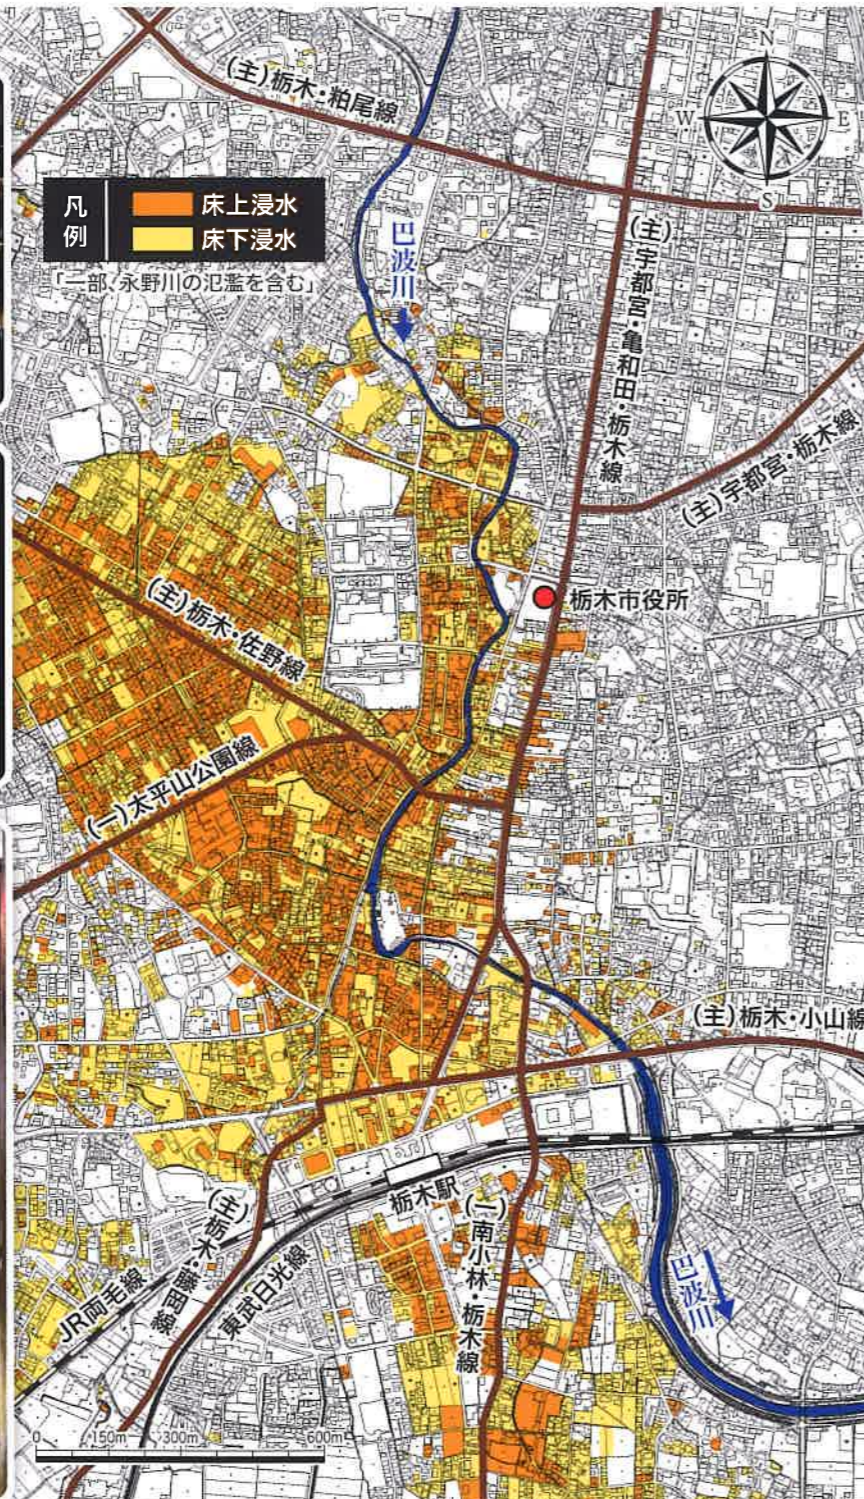 N
W
E
S
(主)栃木・粕尾線
凡例
床上浸水
床下浸水
「一部、永野川の氾濫を含む」
巴波川
(主)宇都宮・亀和田・栃木線
(主)宇都宮・栃木線
栃木市役所
(主)栃木・佐野線
(一)太平山公園線
(主)栃木・小山線
栃木駅
(主)栃木・藤岡線
(一)南小林・栃木線
東武日光線
JR両毛線
巴波川
0 150m 300m 600m